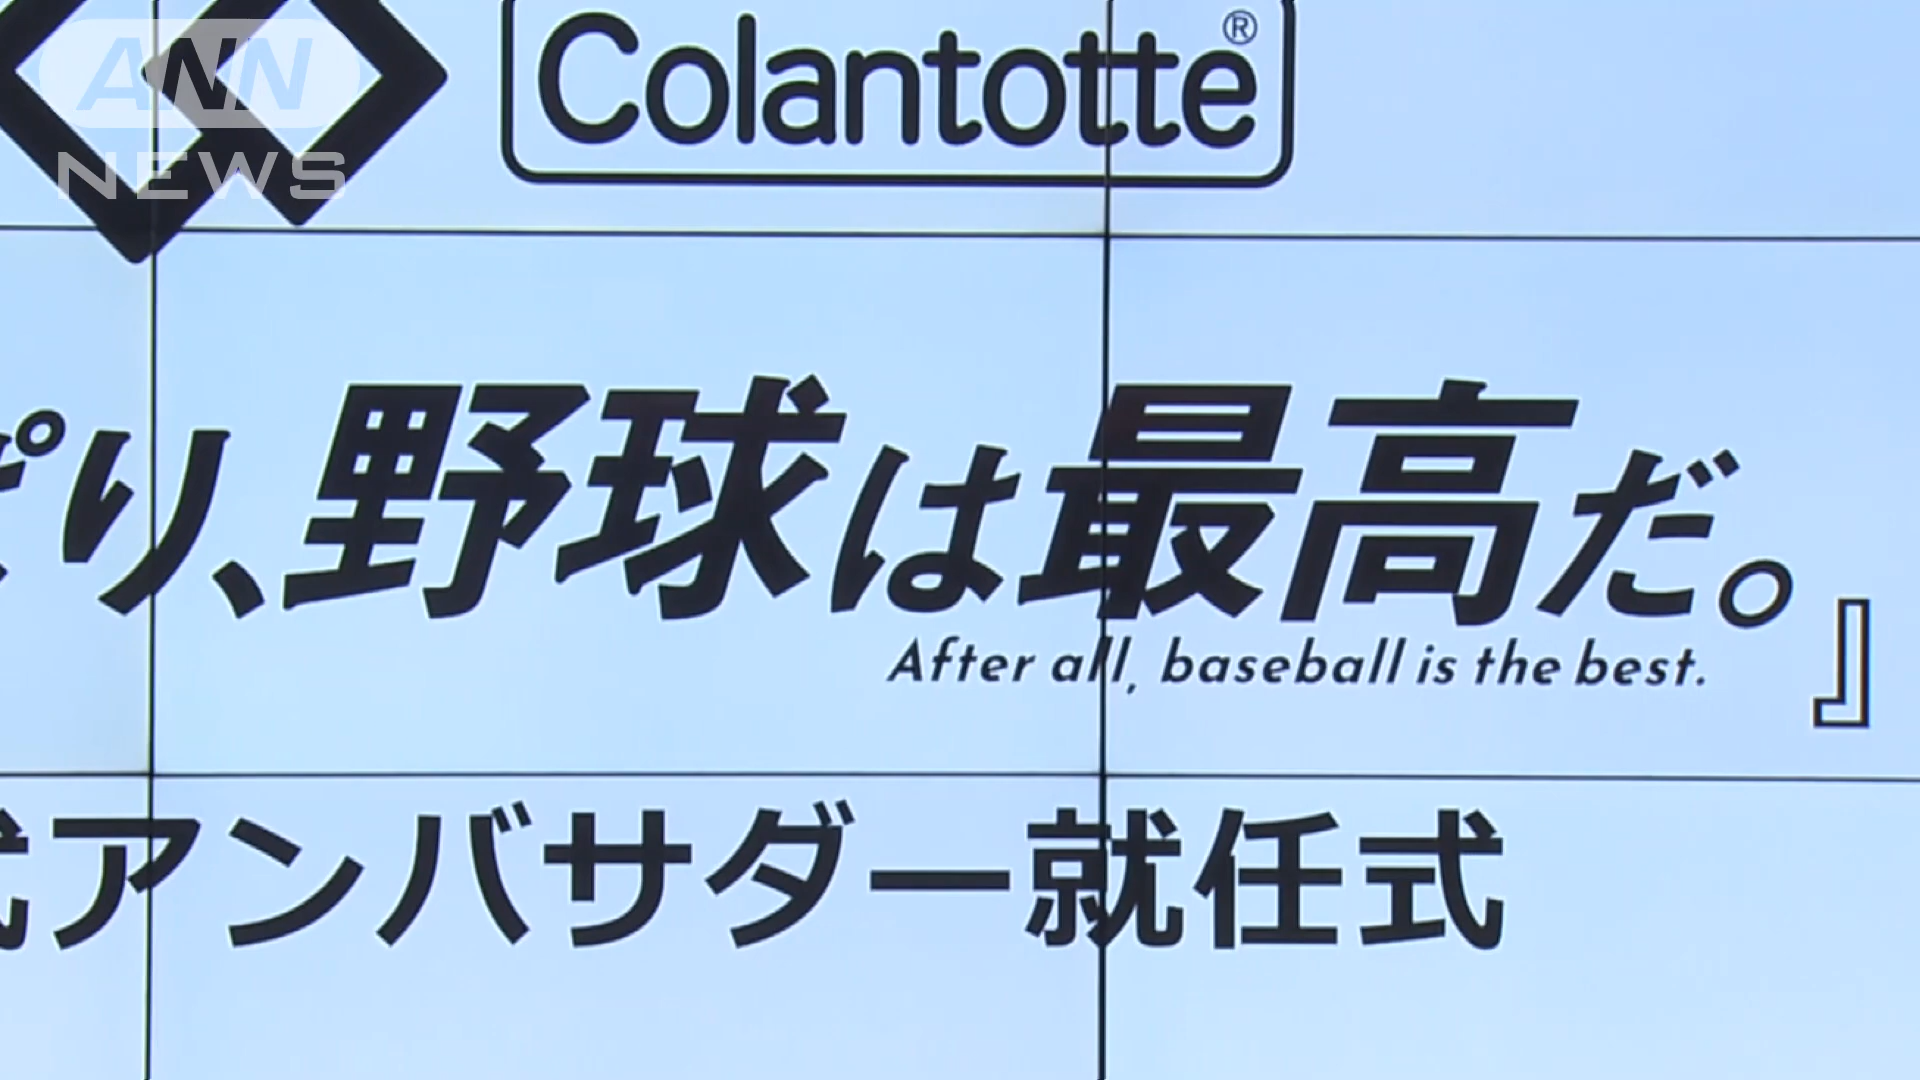 ANN
NEWS
Colantotte®
ぱり、野球は最高だ。』
After all, baseball is the best.
式アンバサダー就任式